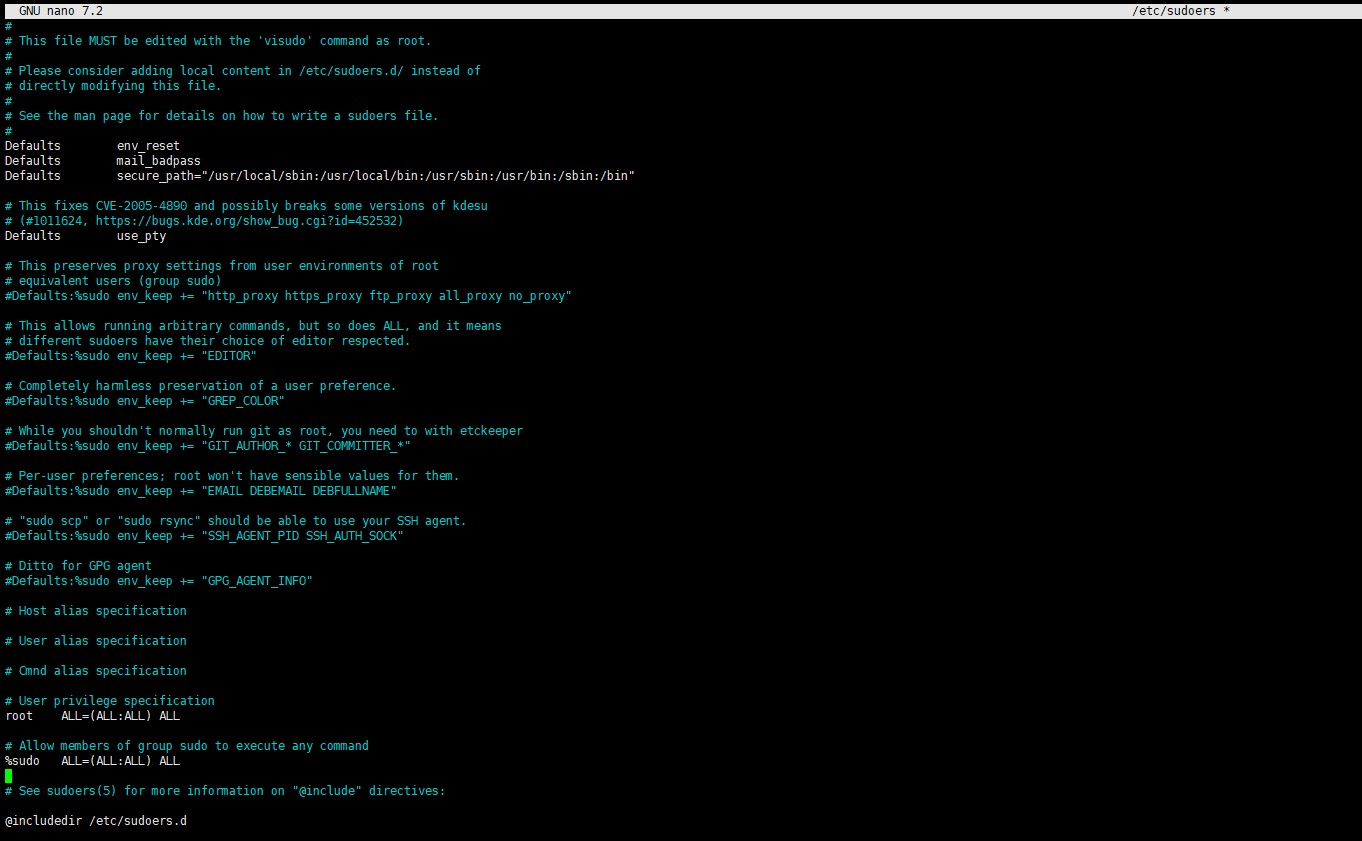 GNU nano 7.2 /etc/sudoers *
#
# This file MUST be edited with the 'visudo' command as root.
#
# Please consider adding local content in /etc/sudoers.d/ instead of
# directly modifying this file.
#
# See the man page for details on how to write a sudoers file.
#
Defaults        env_reset
Defaults        mail_badpass
Defaults        secure_path="/usr/local/sbin:/usr/local/bin:/usr/sbin:/usr/bin:/sbin:/bin"

# This fixes CVE-2005-4890 and possibly breaks some versions of kdesu
# (#1011624, https://bugs.kde.org/show_bug.cgi?id=452532)
Defaults        use_pty

# This preserves proxy settings from user environments of root
# equivalent users (group sudo)
#Defaults:%sudo env_keep += "http_proxy https_proxy ftp_proxy all_proxy no_proxy"

# This allows running arbitrary commands, but so does ALL, and it means
# different sudoers have their choice of editor respected.
#Defaults:%sudo env_keep += "EDITOR"

# Completely harmless preservation of a user preference.
#Defaults:%sudo env_keep += "GREP_COLOR"

# While you shouldn't normally run git as root, you need to with etckeeper
#Defaults:%sudo env_keep += "GIT_AUTHOR_* GIT_COMMITTER_*"

# Per-user preferences; root won't have sensible values for them.
#Defaults:%sudo env_keep += "EMAIL DEBEMAIL DEBFULLNAME"

# "sudo scp" or "sudo rsync" should be able to use your SSH agent.
#Defaults:%sudo env_keep += "SSH_AGENT_PID SSH_AUTH_SOCK"

# Ditto for GPG agent
#Defaults:%sudo env_keep += "GPG_AGENT_INFO"

# Host alias specification

# User alias specification

# Cmnd alias specification

# User privilege specification
root    ALL=(ALL:ALL) ALL

# Allow members of group sudo to execute any command
%sudo   ALL=(ALL:ALL) ALL

# See sudoers(5) for more information on "@include" directives:

@includedir /etc/sudoers.d